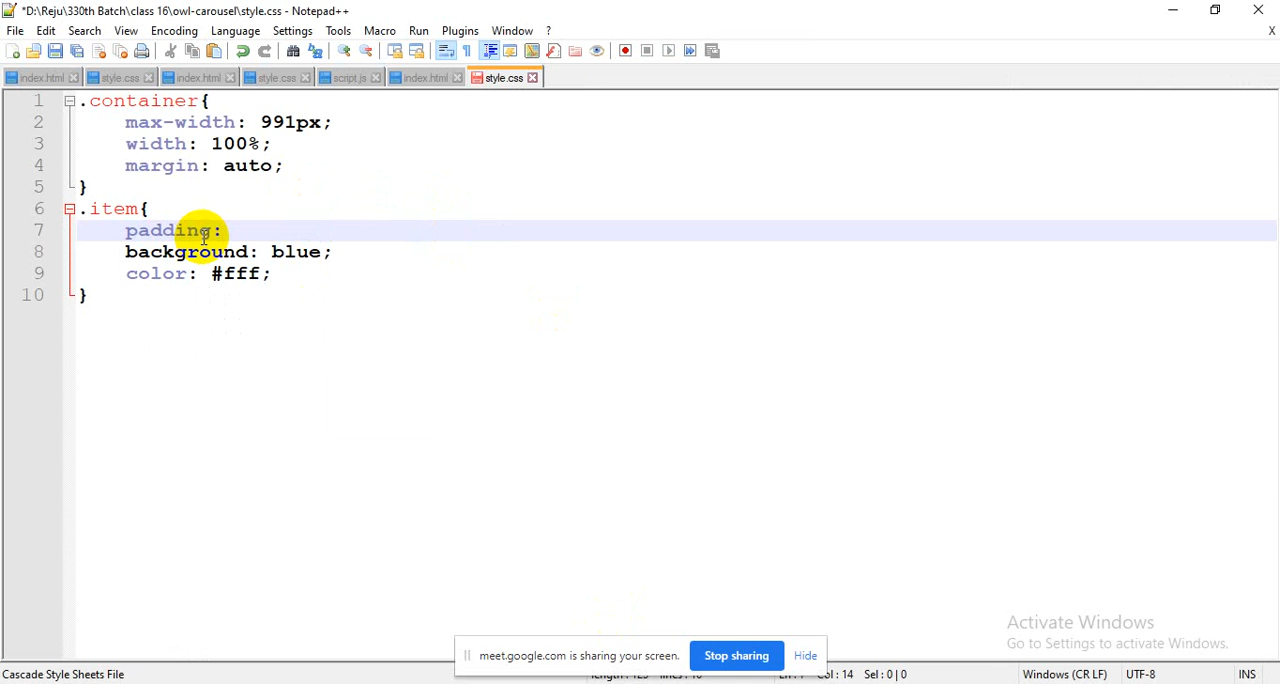 *D:\Reju\330th Batch\class 16\owl-carousel\style.css - Notepad++
File Edit Search View Encoding Language Settings Tools Macro Run Plugins Window ? X
index.html style.css index.html style.css script.js index.html style.css
1 .container{
2 max-width: 991px;
3 width: 100%;
4 margin: auto;
5 }
6 .item{
7 padding:
8 background: blue;
9 color: #fff;
10 }
Activate Windows
Go to Settings to activate Windows.
meet.google.com is sharing your screen. Stop sharing Hide
Cascade Style Sheets File Col : 14 Sel : 0 | 0 Windows (CR LF) UTF-8 INS